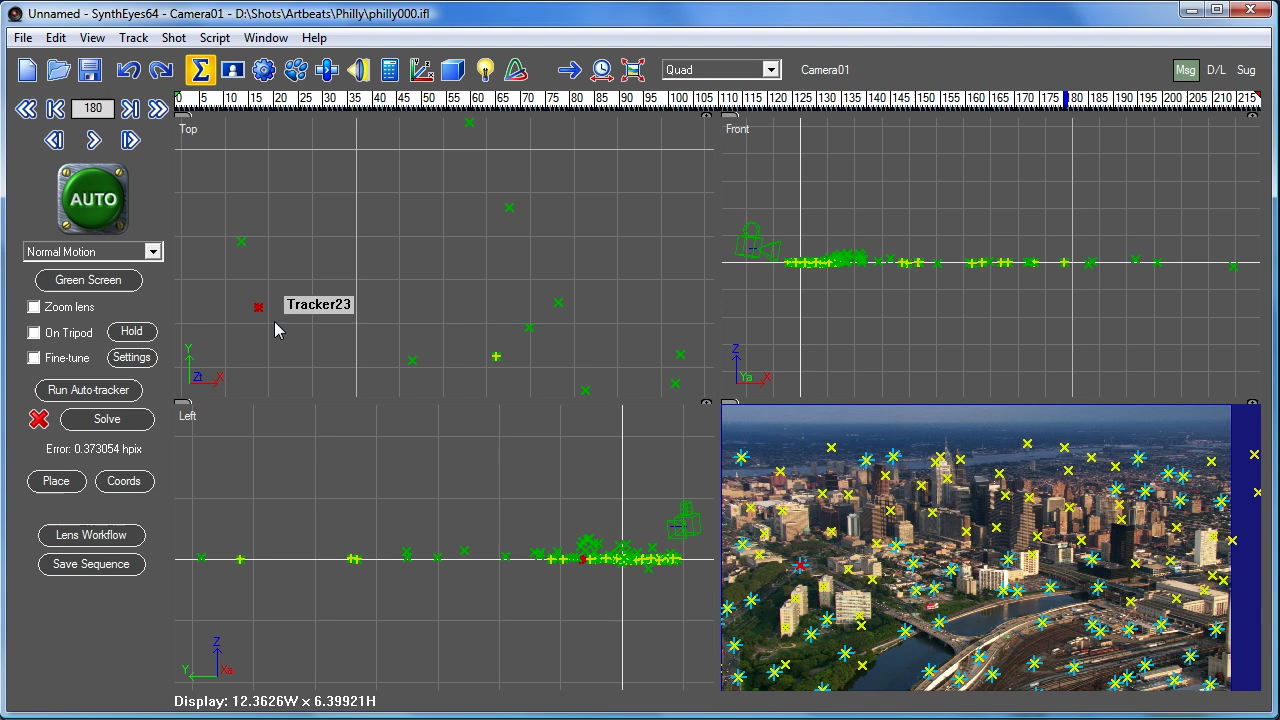 Unnamed - SynthEyes64 - Camera01 - D:\Shots\Artbeats\Philly\philly000.ifl
File Edit View Track Shot Script Window Help
Quad Camera01 Msg D/L Sug
180 0 5 10 15 20 25 30 35 40 45 50 55 60 65 70 75 80 85 90 95 100 105 110 115 120 125 130 135 140 145 150 155 160 165 170 175 180 185 190 195 200 205 210 215
Top Front
AUTO
Normal Motion
Green Screen
Zoom lens
Tracker23
On Tripod Hold
Fine-tune Settings
Y Z
Zt X Ya X
Run Auto-tracker
Left
Solve
Error: 0.373054 hpix
Place Coords
Lens Workflow
Save Sequence
Z
Y Xa
Display: 12.3626W x 6.39921H